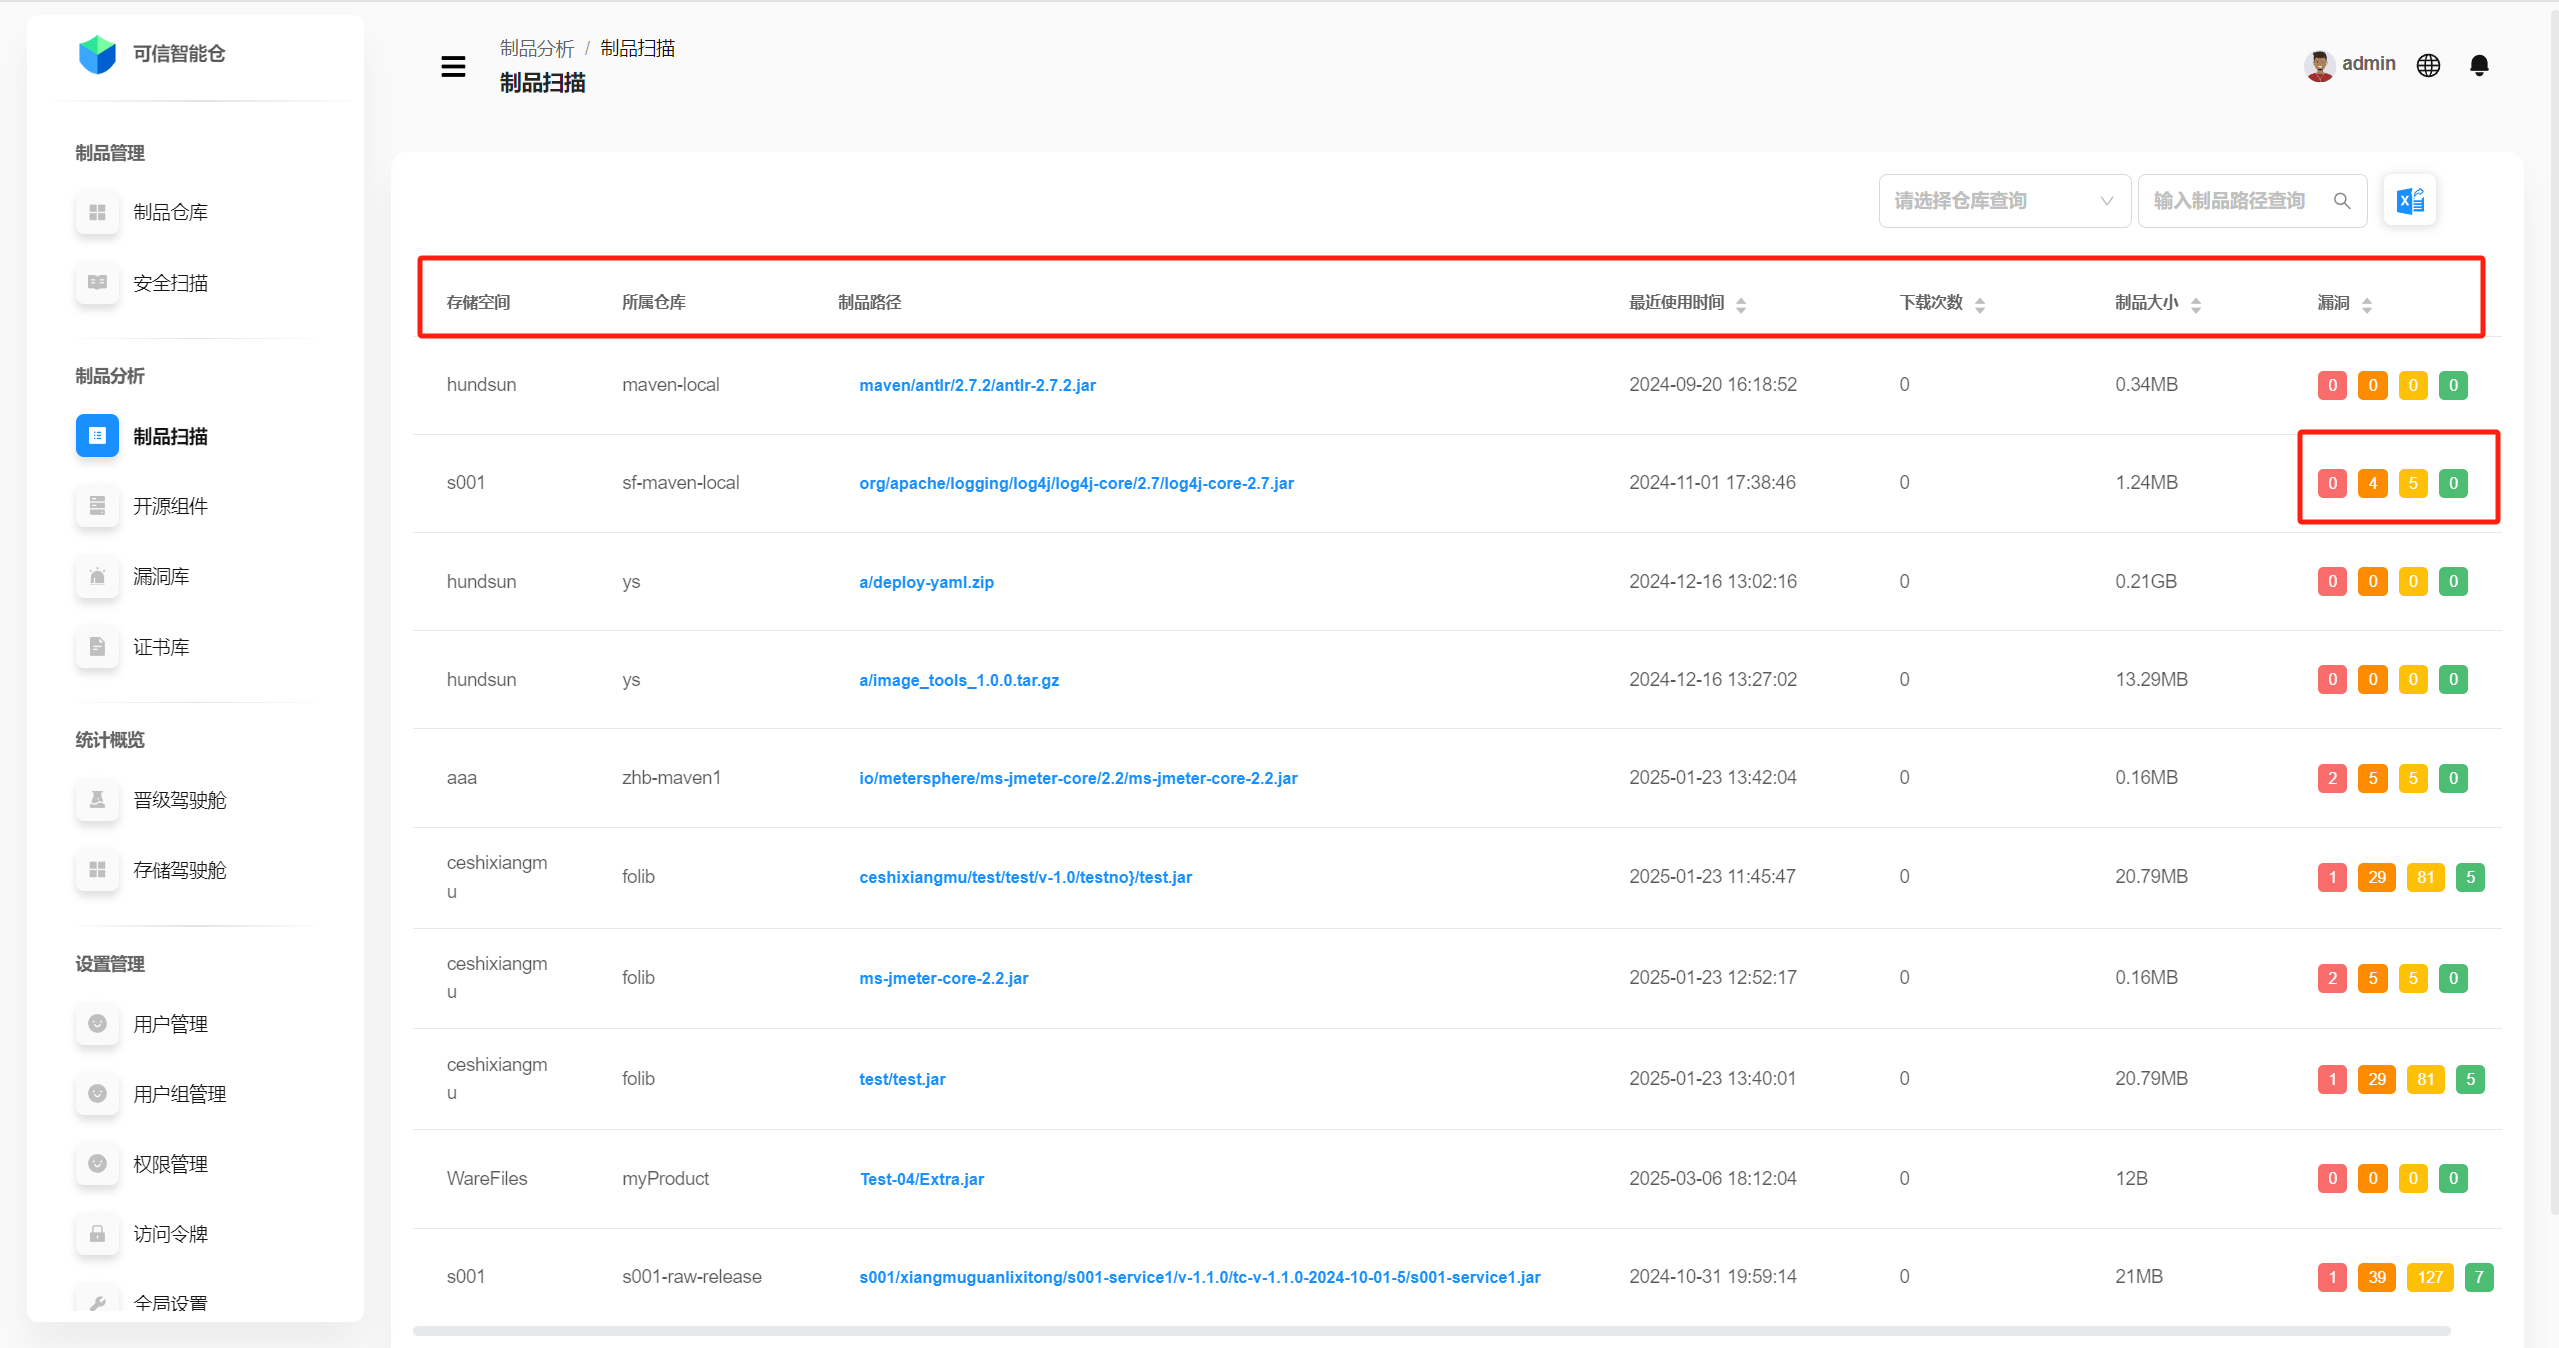 可信智能仓
制品管理
制品仓库
安全扫描
制品分析
制品扫描
开源组件
漏洞库
证书库
统计概览
晋级驾驶舱
存储驾驶舱
设置管理
用户管理
用户组管理
权限管理
访问令牌
全局设置
制品分析 / 制品扫描
制品扫描
admin
请选择仓库查询 输入制品路径查询
存储空间 所属仓库 制品路径 最近使用时间 下载次数 制品大小 漏洞
hundsun maven-local maven/antlr/2.7.2/antlr-2.7.2.jar 2024-09-20 16:18:52 0 0.34MB 0 0 0 0
s001 sf-maven-local org/apache/logging/log4j/log4j-core/2.7/log4j-core-2.7.jar 2024-11-01 17:38:46 0 1.24MB 0 4 5 0
hundsun ys a/deploy-yaml.zip 2024-12-16 13:02:16 0 0.21GB 0 0 0 0
hundsun ys a/image_tools_1.0.0.tar.gz 2024-12-16 13:27:02 0 13.29MB 0 0 0 0
aaa zhb-maven1 io/metersphere/ms-jmeter-core/2.2/ms-jmeter-core-2.2.jar 2025-01-23 13:42:04 0 0.16MB 2 5 5 0
ceshixiangm
u folib ceshixiangmu/test/test/v-1.0/testno}/test.jar 2025-01-23 11:45:47 0 20.79MB 1 29 81 5
ceshixiangm
u folib ms-jmeter-core-2.2.jar 2025-01-23 12:52:17 0 0.16MB 2 5 5 0
ceshixiangm
u folib test/test.jar 2025-01-23 13:40:01 0 20.79MB 1 29 81 5
WareFiles myProduct Test-04/Extra.jar 2025-03-06 18:12:04 0 12B 0 0 0 0
s001 s001-raw-release s001/xiangmuguanlixitong/s001-service1/v-1.1.0/tc-v-1.1.0-2024-10-01-5/s001-service1.jar 2024-10-31 19:59:14 0 21MB 1 39 127 7